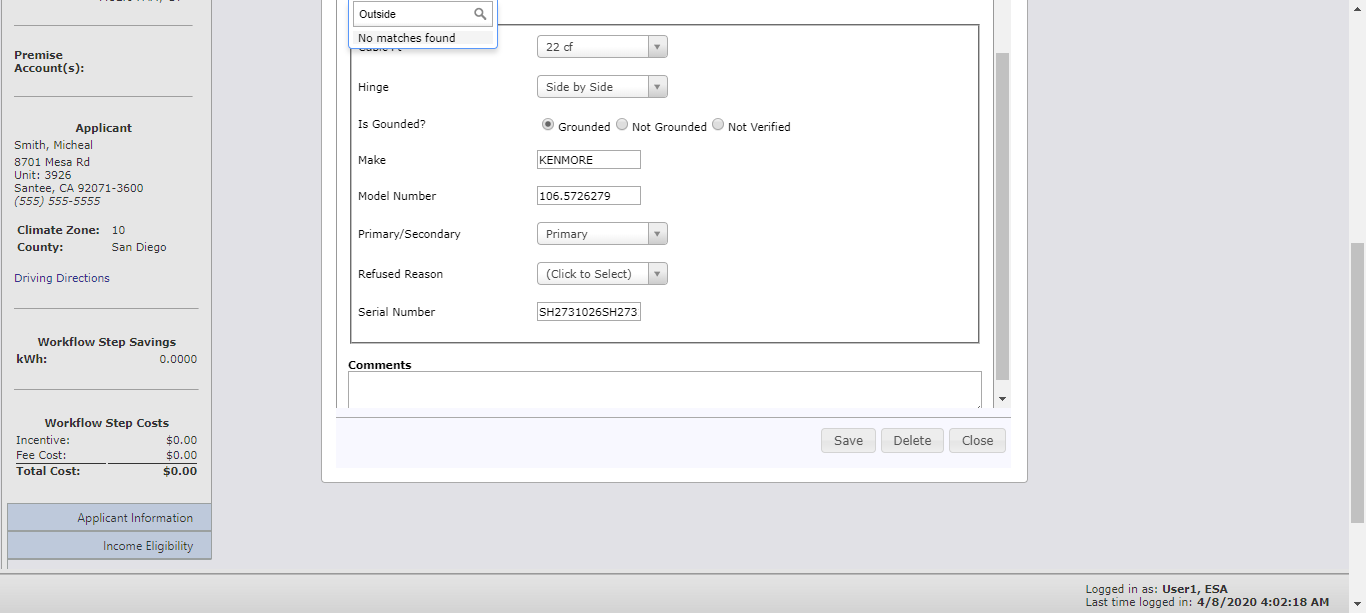 Premise
Account(s):
Applicant
Smith, Micheal
8701 Mesa Rd
Unit: 3926
Santee, CA 92071-3600
(555) 555-5555
Climate Zone: 10
County: San Diego
Driving Directions
Workflow Step Savings
kWh: 0.0000
Workflow Step Costs
Incentive: $0.00
Fee Cost: $0.00
Total Cost: $0.00
Applicant Information
Income Eligibility
Outside
No matches found
22 cf
Hinge Side by Side
Is Gounded? Grounded Not Grounded Not Verified
Make KENMORE
Model Number 106.5726279
Primary/Secondary Primary
Refused Reason (Click to Select)
Serial Number SH2731026SH273
Comments
Save Delete Close
Logged in as: User1, ESA
Last time logged in: 4/8/2020 4:02:18 AM